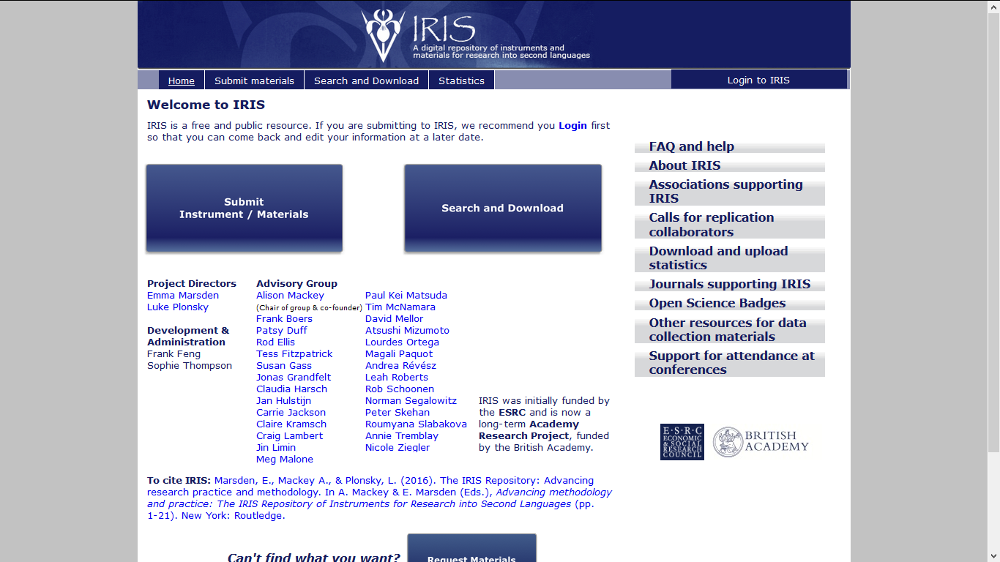 IRIS
A digital repository of instruments and
materials for research into second languages
Home
Submit materials
Search and Download
Statistics
Login to IRIS
Welcome to IRIS
IRIS is a free and public resource. If you are submitting to IRIS, we recommend you Login first
so that you can come back and edit your information at a later date.
Submit
Instrument / Materials
Search and Download
Project Directors
Emma Marsden
Luke Plonsky
Development &
Administration
Frank Feng
Sophie Thompson
Advisory Group
Alison Mackey
(Chair of group & co-founder)
Frank Boers
Patsy Duff
Rod Ellis
Tess Fitzpatrick
Susan Gass
Jonas Grandfelt
Claudia Harsch
Jan Hulstijn
Carrie Jackson
Claire Kramsch
Craig Lambert
Jin Limin
Meg Malone
Paul Kei Matsuda
Tim McNamara
David Mellor
Atsushi Mizumoto
Lourdes Ortega
Magali Paquot
Andrea Révész
Leah Roberts
Rob Schoonen
Norman Segalowitz
Peter Skehan
Roumyana Slabakova
Annie Tremblay
Nicole Ziegler
IRIS was initially funded by
the ESRC and is now a
long-term Academy
Research Project, funded
by the British Academy.
To cite IRIS: Marsden, E., Mackey A., & Plonsky, L. (2016). The IRIS Repository: Advancing
research practice and methodology. In A. Mackey & E. Marsden (Eds.), Advancing methodology
and practice: The IRIS Repository of Instruments for Research into Second Languages (pp.
1-21). New York: Routledge.
Can't find what you want?
Request Materials
FAQ and help
About IRIS
Associations supporting
IRIS
Calls for replication
collaborators
Download and upload
statistics
Journals supporting IRIS
Open Science Badges
Other resources for data
collection materials
Support for attendance at
conferences
E·S·R·C
ECONOMIC
& SOCIAL
RESEARCH
COUNCIL
BRITISH
ACADEMY